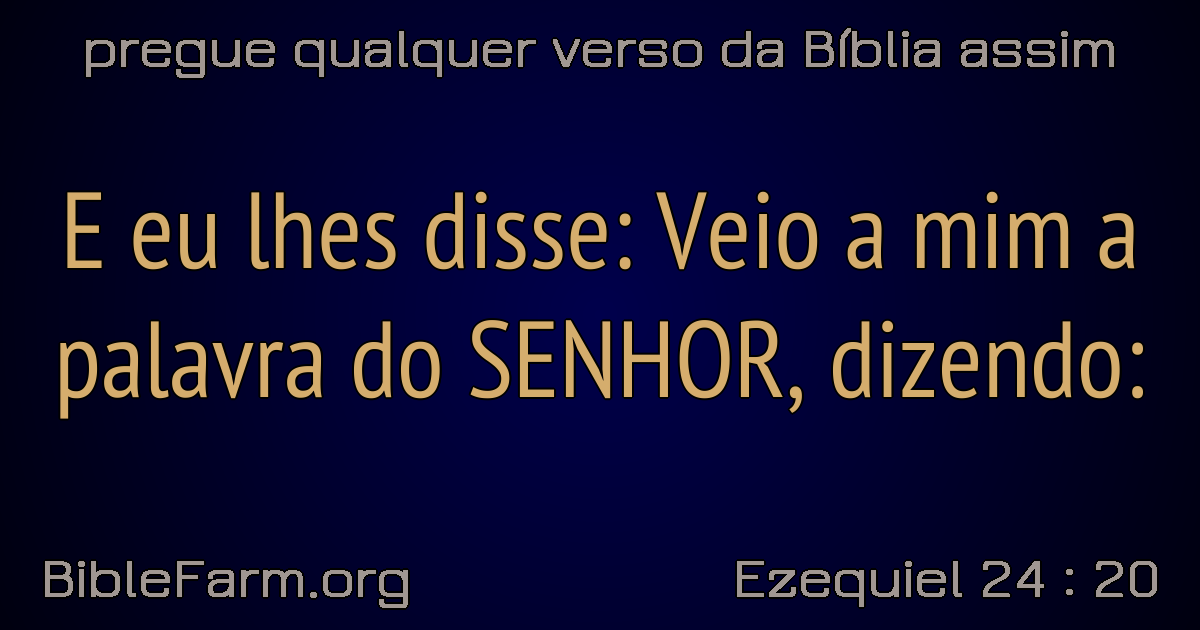 pregue qualquer verso da Bíblia assim
E eu lhes disse: Veio a mim a
palavra do SENHOR, dizendo:
BibleFarm.org
Ezequiel 24 : 20